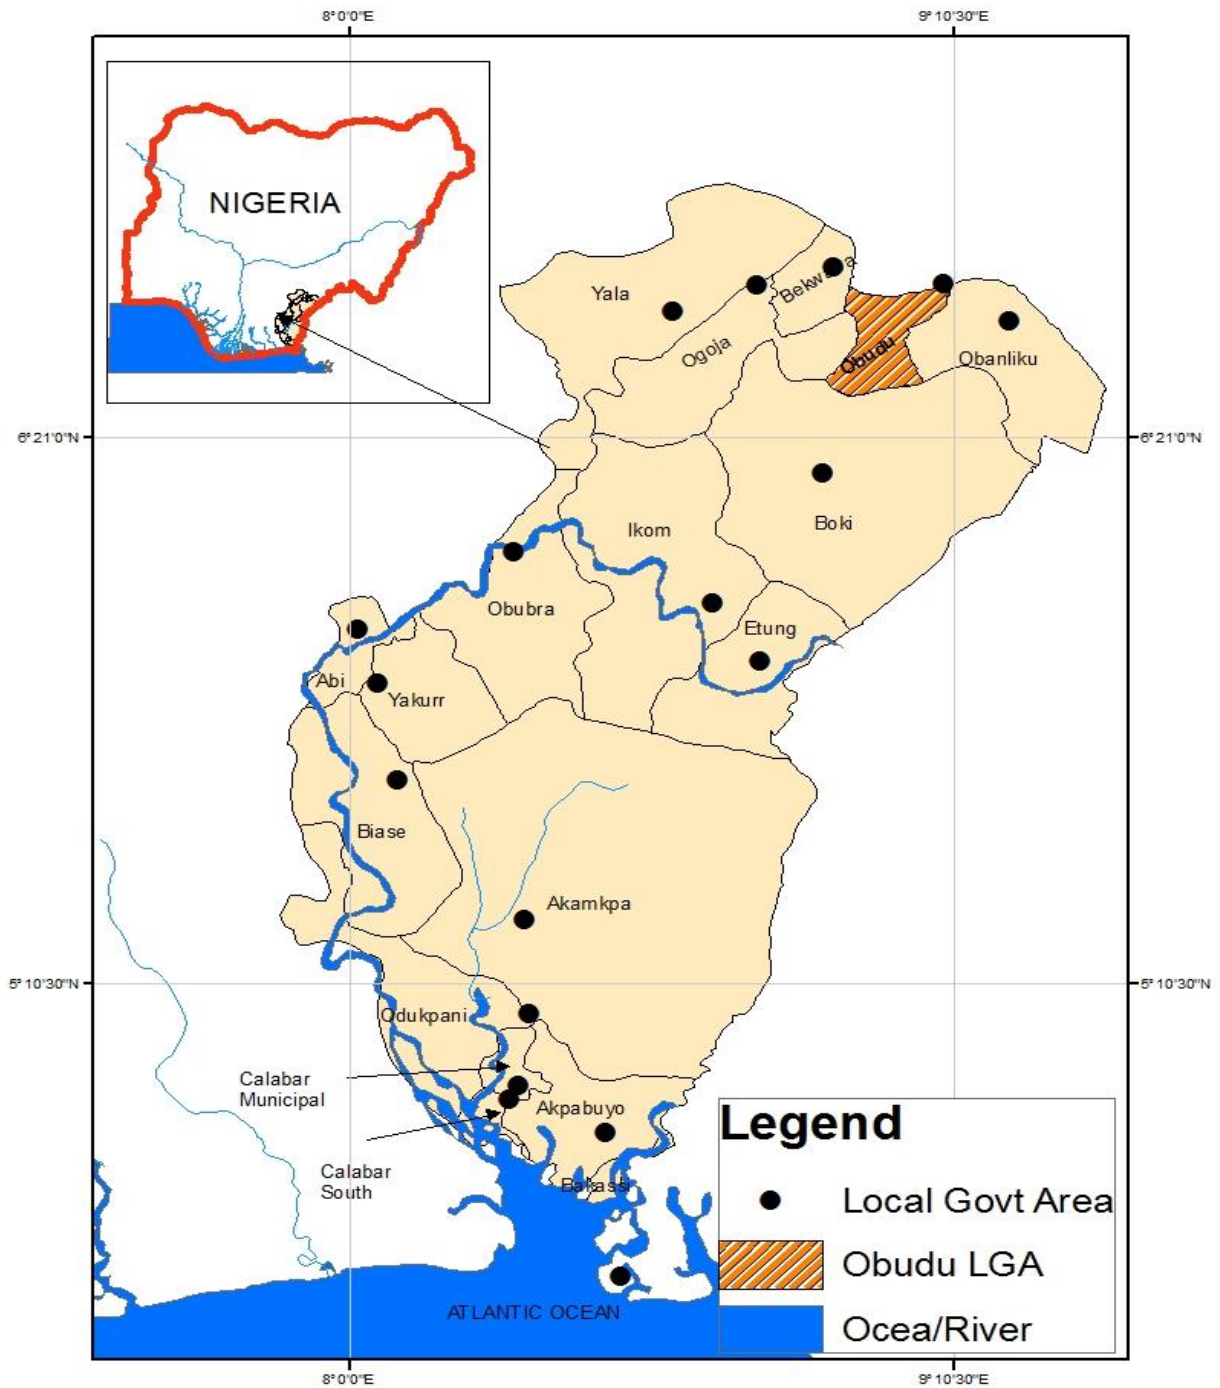 8°0'0"E
9°10'30"E
NIGERIA
Yala
Bekwarra
Ogoja
Obudu
Obanliku
6°21'0"N
6°21'0"N
Ikom
Boki
Obubra
Etung
Abi
Yakurr
Biase
Akamkpa
5°10'30"N
5°10'30"N
Odukpani
Calabar
Municipal
Akpabuyo
Calabar
South
Bakassi
Legend
Local Govt Area
Obudu LGA
Ocea/River
ATLANTIC OCEAN
8°0'0"E
9°10'30"E